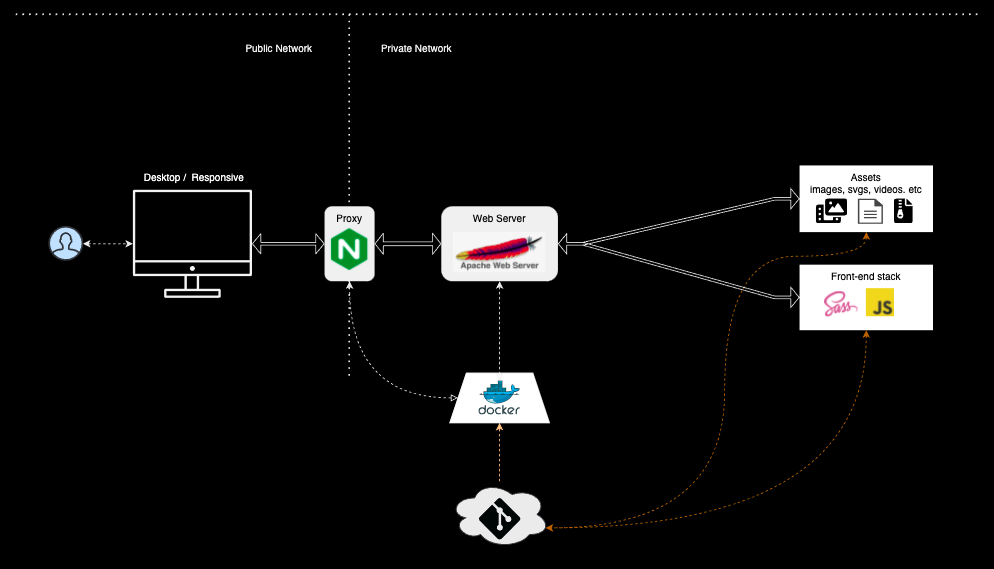 Public Network
Private Network
Desktop / Responsive
Proxy
N
Web Server
Apache Web Server
Assets
images, svgs, videos. etc
Front-end stack
Sass
JS
docker